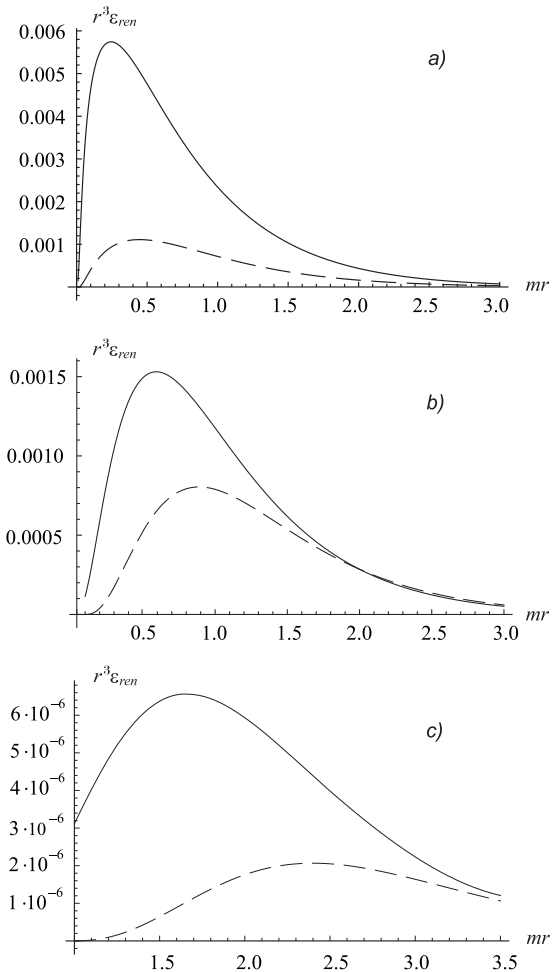 r³ε_ren
a)
0.006
0.005
0.004
0.003
0.002
0.001
0.5 1.0 1.5 2.0 2.5 3.0 mr
r³ε_ren
b)
0.0015
0.0010
0.0005
0.5 1.0 1.5 2.0 2.5 3.0 mr
r³ε_ren
c)
6·10⁻⁶
5·10⁻⁶
4·10⁻⁶
3·10⁻⁶
2·10⁻⁶
1·10⁻⁶
1.5 2.0 2.5 3.0 3.5 mr